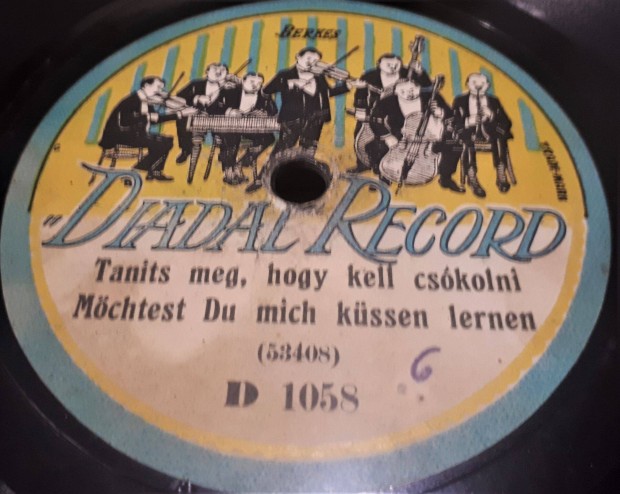 BERKES
"DIADAL RECORD
Tanits meg, hogy kell csókolni
Möchtest Du mich küssen lernen
(53408)
D 1058
6